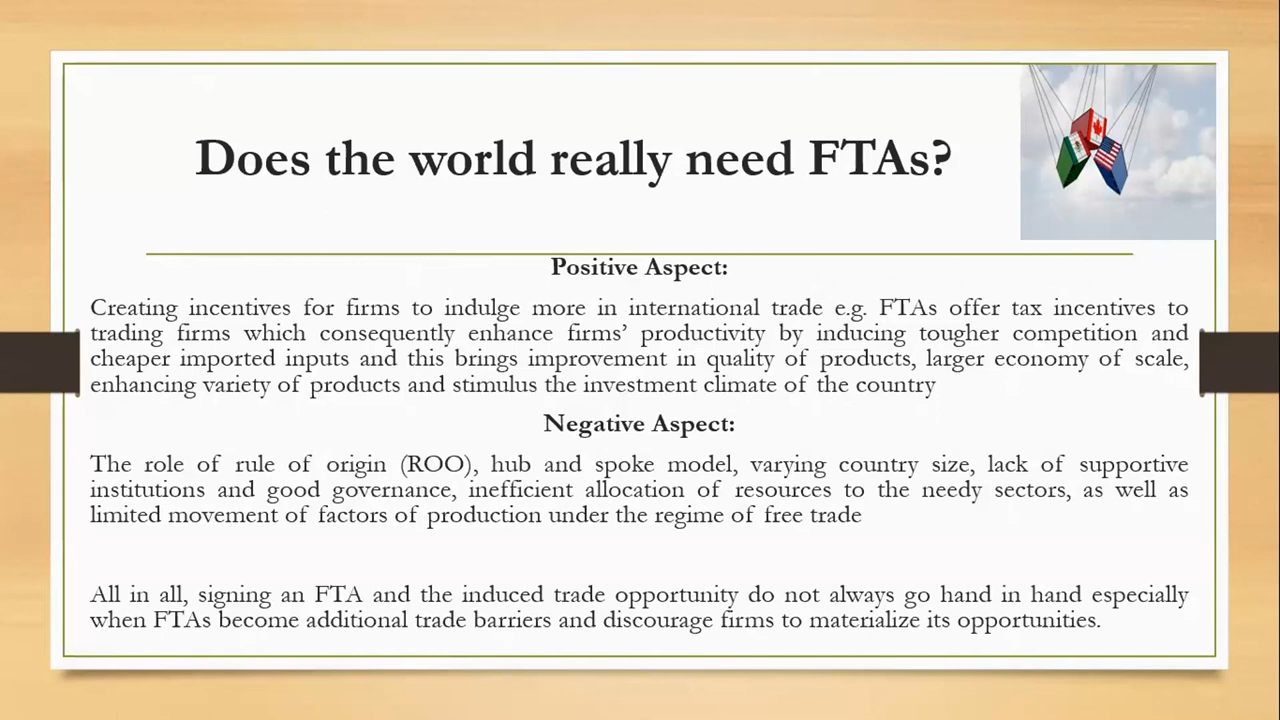 Does the world really need FTAs?
Positive Aspect:
Creating incentives for firms to indulge more in international trade e.g. FTAs offer tax incentives to
trading firms which consequently enhance firms’ productivity by inducing tougher competition and
cheaper imported inputs and this brings improvement in quality of products, larger economy of scale,
enhancing variety of products and stimulus the investment climate of the country
Negative Aspect:
The role of rule of origin (ROO), hub and spoke model, varying country size, lack of supportive
institutions and good governance, inefficient allocation of resources to the needy sectors, as well as
limited movement of factors of production under the regime of free trade
All in all, signing an FTA and the induced trade opportunity do not always go hand in hand especially
when FTAs become additional trade barriers and discourage firms to materialize its opportunities.